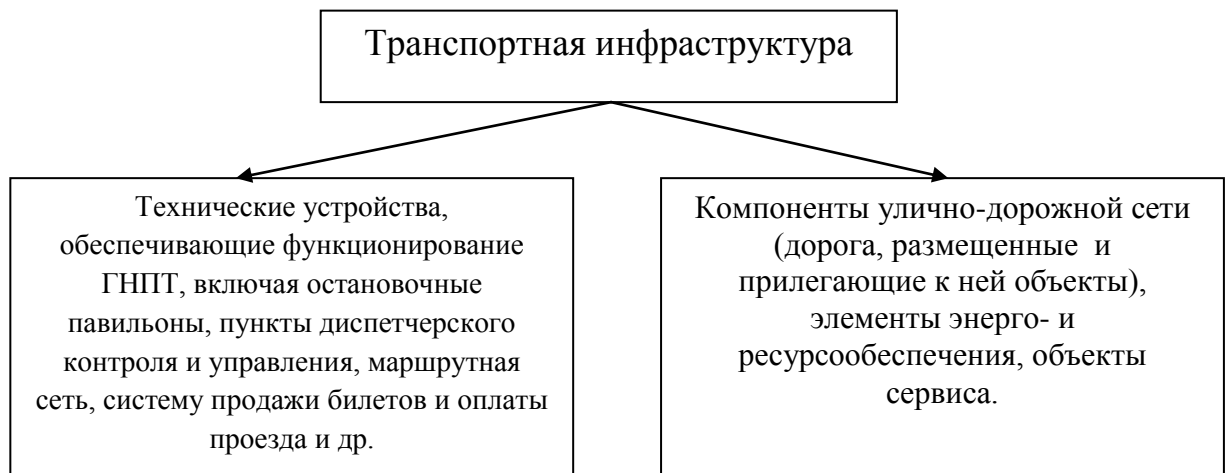 Транспортная инфраструктура
Технические устройства,
обеспечивающие функционирование
ГНПТ, включая остановочные
павильоны, пункты диспетчерского
контроля и управления, маршрутная
сеть, систему продажи билетов и оплаты
проезда и др.
Компоненты улично-дорожной сети
(дорога, размещенные и
прилегающие к ней объекты),
элементы энерго- и
ресурсообеспечения, объекты
сервиса.